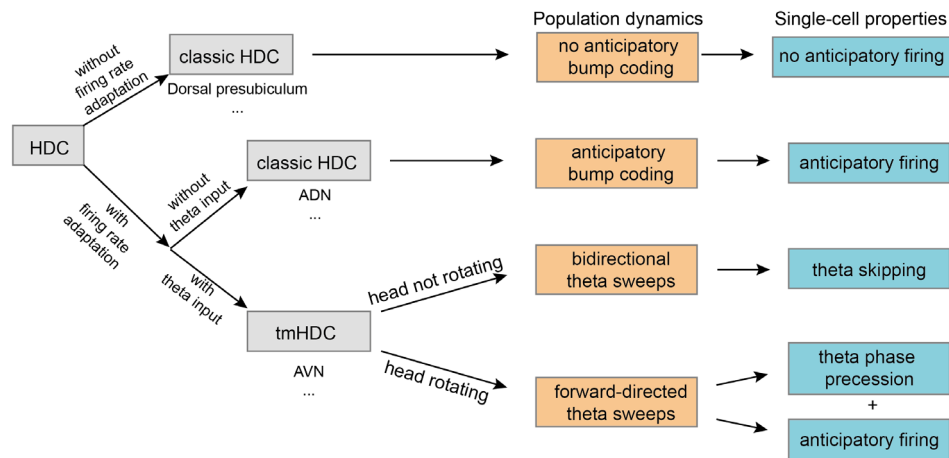 Population dynamics
Single-cell properties
HDC
without
firing rate
adaptation
classic HDC
Dorsal presubiculum
...
no anticipatory
bump coding
no anticipatory firing
with
firing rate
adaptation
without
theta input
classic HDC
ADN
...
anticipatory
bump coding
anticipatory firing
with
theta input
tmHDC
AVN
...
head not rotating
bidirectional
theta sweeps
theta skipping
head rotating
forward-directed
theta sweeps
theta phase
precession
+
anticipatory firing